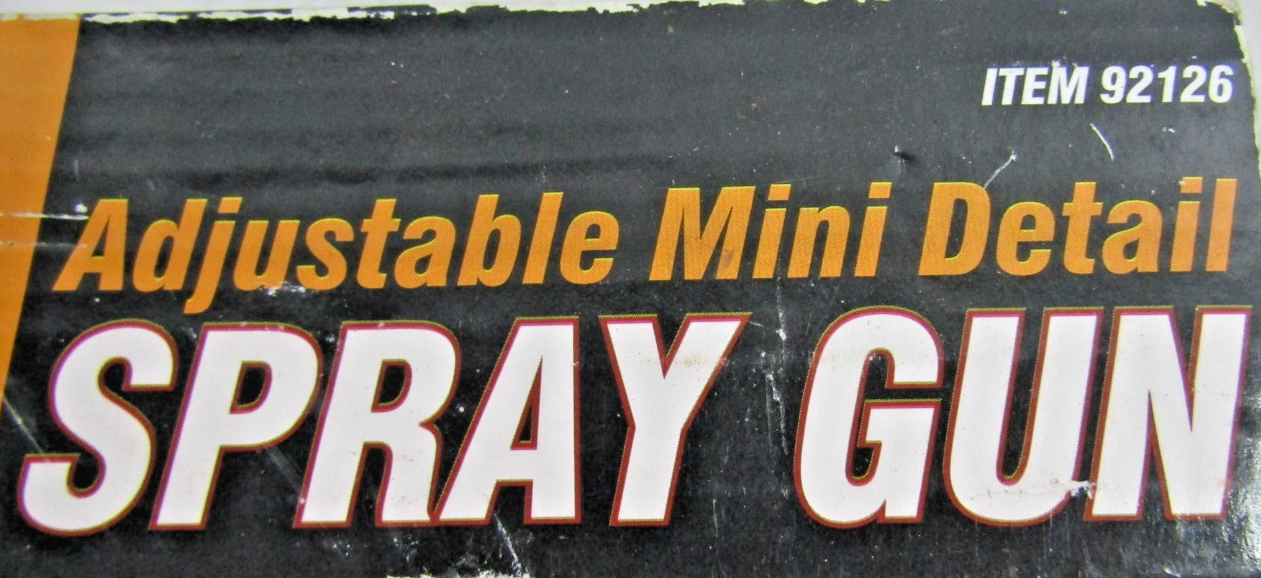 ITEM 92126
Adjustable Mini Detail
SPRAY GUN